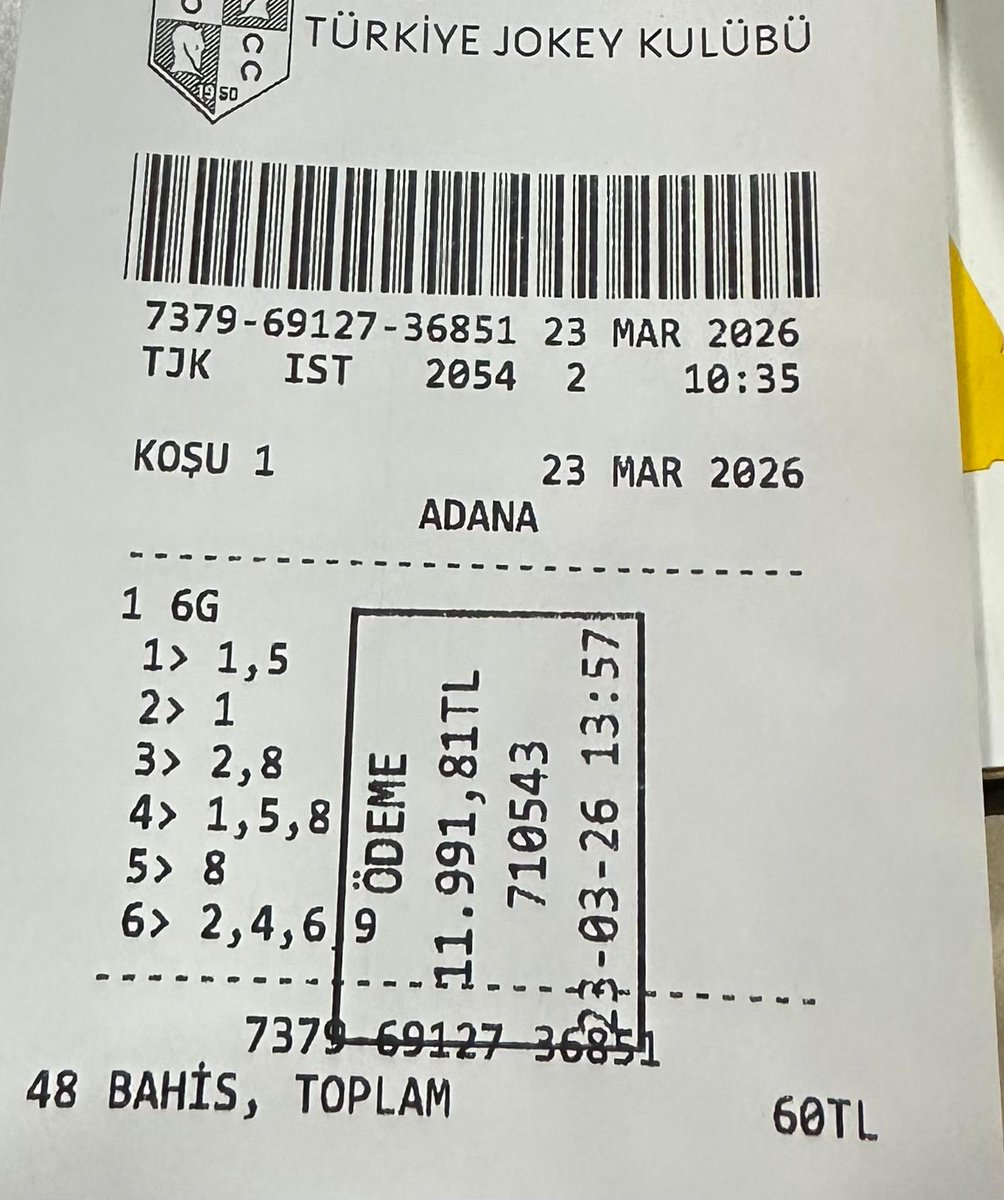 C C
1950
TÜRKİYE JOKEY KULÜBÜ
7379-69127-36851 23 MAR 2026
TJK IST 2054 2 10:35
KOŞU 1 23 MAR 2026
ADANA
1 6G
1> 1,5
2> 1
3> 2,8
4> 1,5,8
5> 8
6> 2,4,6,9
ÖDEME
11.991,81TL
710543
23-03-26 13:57
7379-69127-36851
48 BAHİS, TOPLAM 60TL